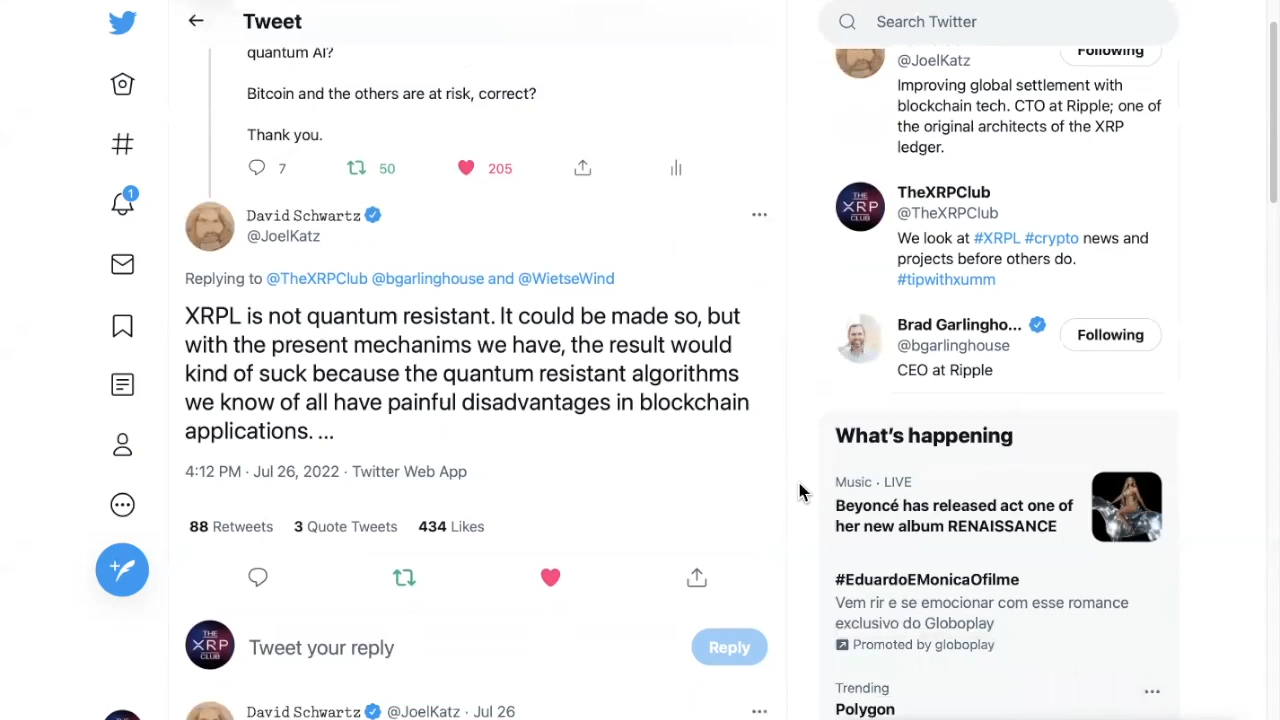 Tweet
quantum AI?
Bitcoin and the others are at risk, correct?
Thank you.
7 50 205
David Schwartz
@JoelKatz
Replying to @TheXRPClub @bgarlinghouse and @WietseWind
XRPL is not quantum resistant. It could be made so, but
with the present mechanims we have, the result would
kind of suck because the quantum resistant algorithms
we know of all have painful disadvantages in blockchain
applications. ...
4:12 PM · Jul 26, 2022 · Twitter Web App
88 Retweets 3 Quote Tweets 434 Likes
THE
XRP
CLUB
Tweet your reply
Reply
David Schwartz @JoelKatz · Jul 26
1
Search Twitter
Following
@JoelKatz
Improving global settlement with
blockchain tech. CTO at Ripple; one of
the original architects of the XRP
ledger.
THE
XRP
CLUB
TheXRPClub
@TheXRPClub
We look at #XRPL #crypto news and
projects before others do.
#tipwithxumm
Brad Garlingho...
@bgarlinghouse
Following
CEO at Ripple
What's happening
Music · LIVE
Beyoncé has released act one of
her new album RENAISSANCE
#EduardoEMonicaOfilme
Vem rir e se emocionar com esse romance
exclusivo do Globoplay
Promoted by globoplay
Trending
Polygon